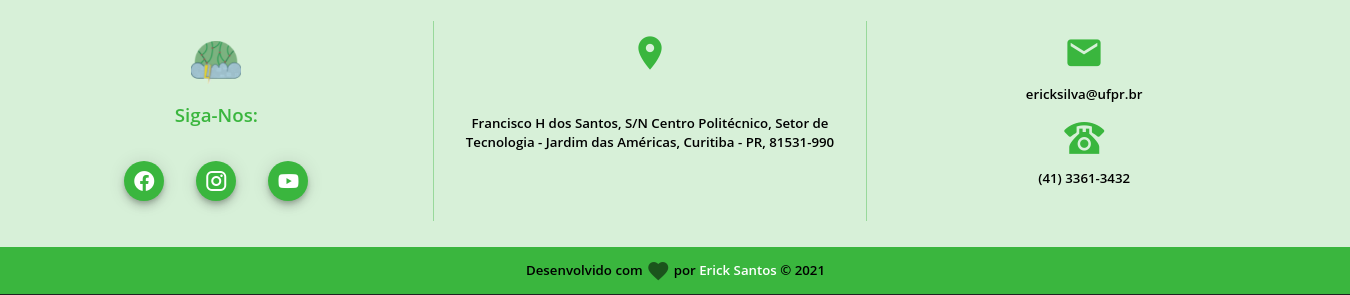 Siga-Nos:
Francisco H dos Santos, S/N Centro Politécnico, Setor de
Tecnologia - Jardim das Américas, Curitiba - PR, 81531-990
ericksilva@ufpr.br
(41) 3361-3432
Desenvolvido com por Erick Santos © 2021